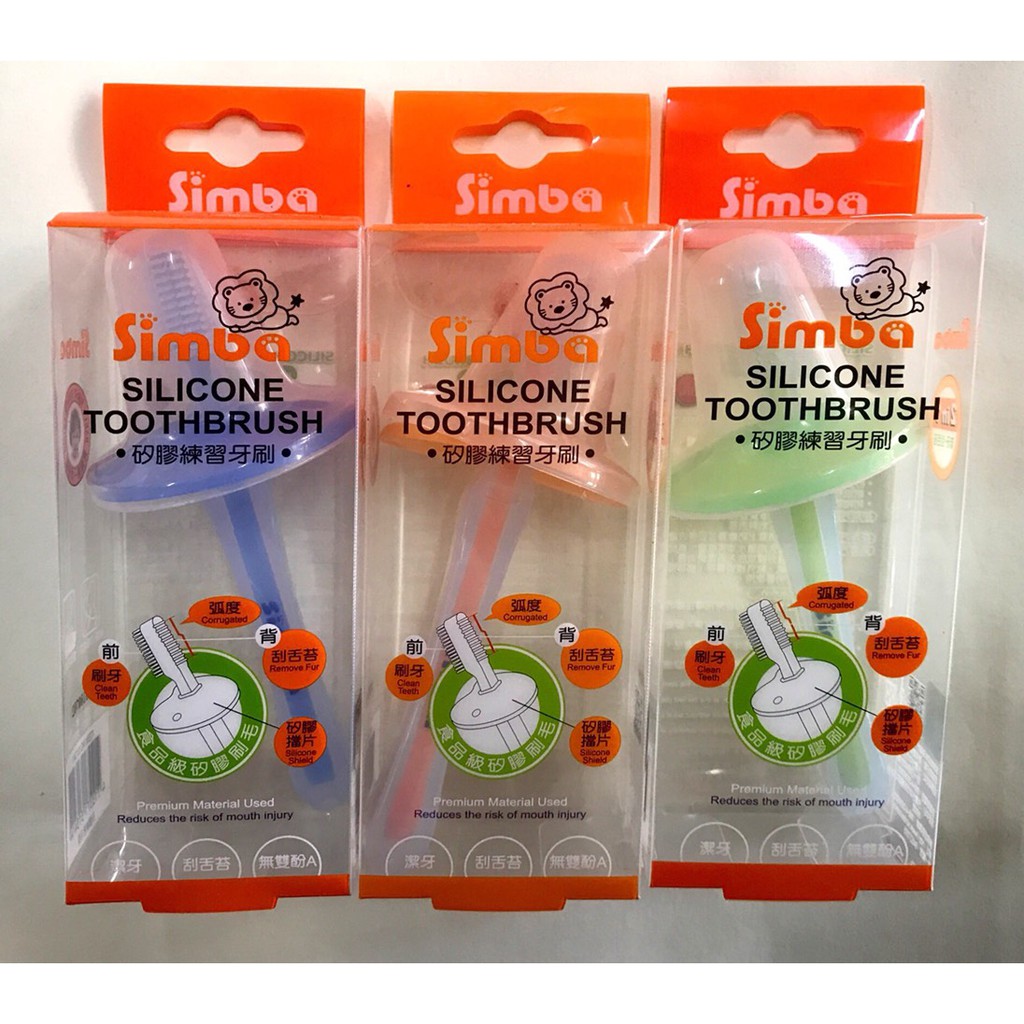 Simba
Simba
SILICONE
TOOTHBRUSH
•矽膠練習牙刷•
弧度
Corrugated
前
背
刷牙
Clean
Teeth
刮舌苔
Remove Fur
矽膠
擋片
Silicone
Shield
食品級矽膠刷毛
Premium Material Used
Reduces the risk of mouth injury
潔牙
刮舌苔
無雙酚A
Simba
Simba
SILICONE
TOOTHBRUSH
•矽膠練習牙刷•
弧度
Corrugated
前
背
刷牙
Clean
Teeth
刮舌苔
Remove Fur
矽膠
擋片
Silicone
Shield
食品級矽膠刷毛
Premium Material Used
Reduces the risk of mouth injury
潔牙
刮舌苔
無雙酚A
Simba
Simba
SILICONE
TOOTHBRUSH
•矽膠練習牙刷•
弧度
Corrugated
前
背
刷牙
Clean
Teeth
刮舌苔
Remove Fur
矽膠
擋片
Silicone
Shield
食品級矽膠刷毛
Premium Material Used
Reduces the risk of mouth injury
潔牙
刮舌苔
無雙酚A